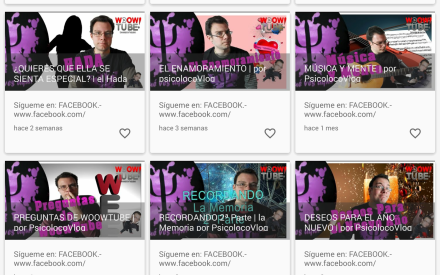 WOOW!
TUBE
¿QUIERES QUE ELLA SE
SIENTA ESPECIAL? | el Hada
Sígueme en: FACEBOOK.-
www.facebook.com/
hace 2 semanas
WOOW!
TUBE
EL ENAMORAMIENTO | por
psicolocoVlog
Sígueme en: FACEBOOK.-
www.facebook.com/
hace 3 semanas
WOOW!
TUBE
MÚSICA Y MENTE | por
PsicolocoVlog
Sígueme en: FACEBOOK.-
www.facebook.com/
hace 1 mes
WOOW!
TUBE
Preguntas
PREGUNTAS DE WOOWTUBE |
por PsicolocoVlog
Sígueme en: FACEBOOK.-
www.facebook.com/
WOOW!
TUBE
RECORDANDO
La Memoria
Parte
RECORDANDO 2ª Parte | la
Memoria por PsicolocoVlog
Sígueme en: FACEBOOK.-
www.facebook.com/
WOOW!
TUBE
DESEOS PARA EL AÑO
NUEVO | por PsicolocoVlog
Sígueme en: FACEBOOK.-
www.facebook.com/